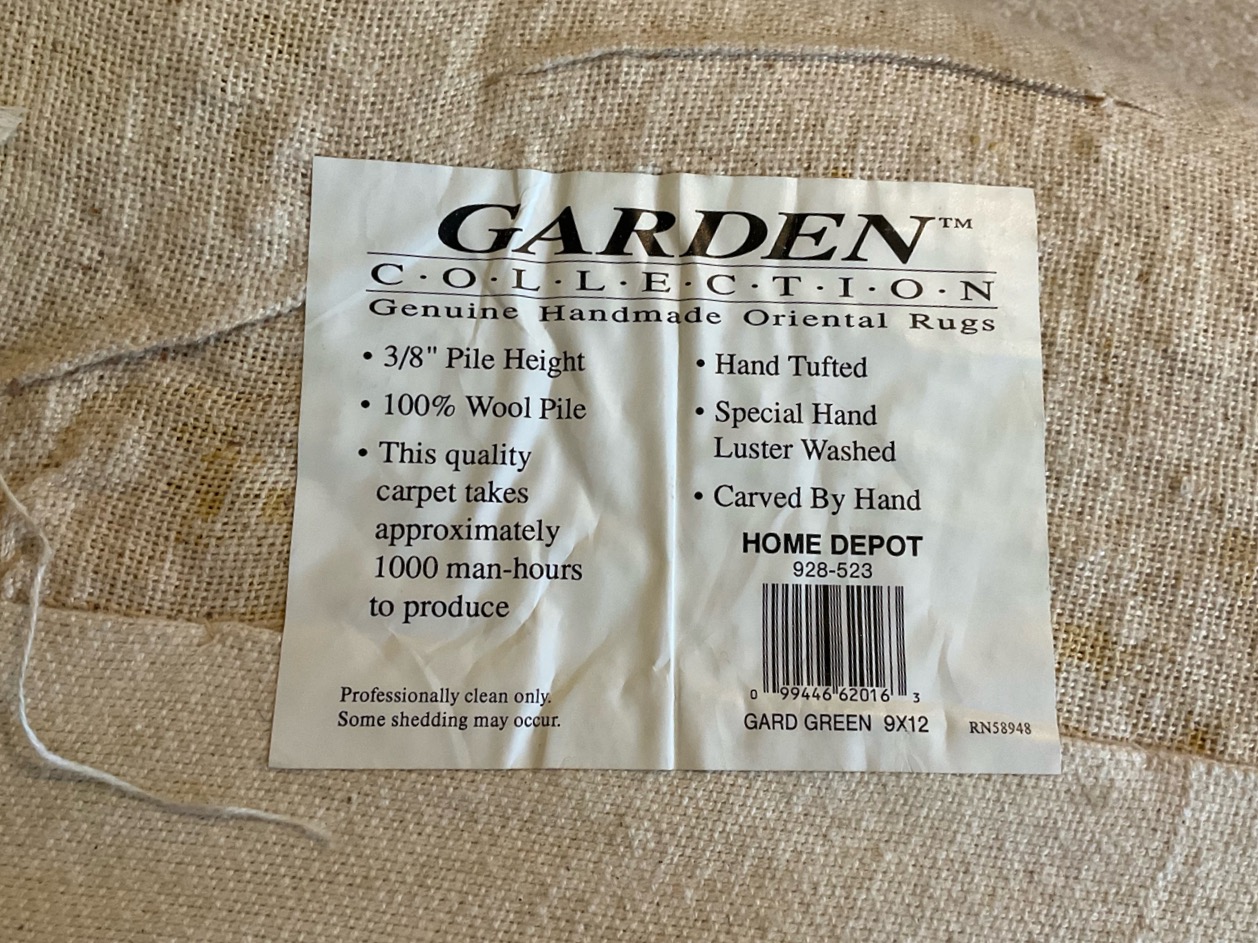 GARDEN™
C·O·L·L·E·C·T·I·O·N
Genuine Handmade Oriental Rugs
• 3/8" Pile Height
• 100% Wool Pile
• This quality
carpet takes
approximately
1000 man-hours
to produce
Professionally clean only.
Some shedding may occur.
• Hand Tufted
• Special Hand
Luster Washed
• Carved By Hand
HOME DEPOT
928-523
0 99446 62016 3
GARD GREEN 9X12
RN58948